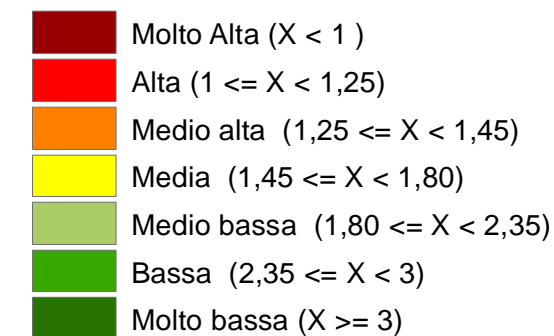 Molto Alta (X < 1 )
Alta (1 <= X < 1,25)
Medio alta  (1,25 <= X < 1,45)
Media  (1,45 <= X < 1,80)
Medio bassa  (1,80 <= X < 2,35)
Bassa  (2,35 <= X < 3)
Molto bassa (X >= 3)